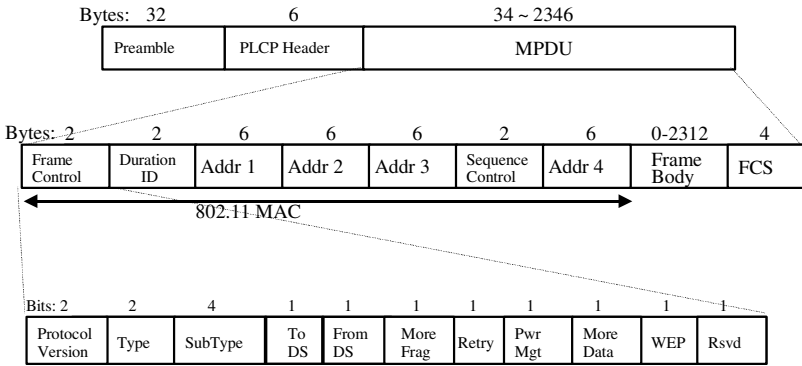 Bytes: 32 6 34 ~ 2346
Preamble PLCP Header MPDU
Bytes: 2 2 6 6 6 2 6 0-2312 4
Frame Control Duration ID Addr 1 Addr 2 Addr 3 Sequence Control Addr 4 Frame Body FCS
802.11 MAC
Bits: 2 2 4 1 1 1 1 1 1 1 1
Protocol Version Type SubType To DS From DS More Frag Retry Pwr Mgt More Data WEP Rsvd